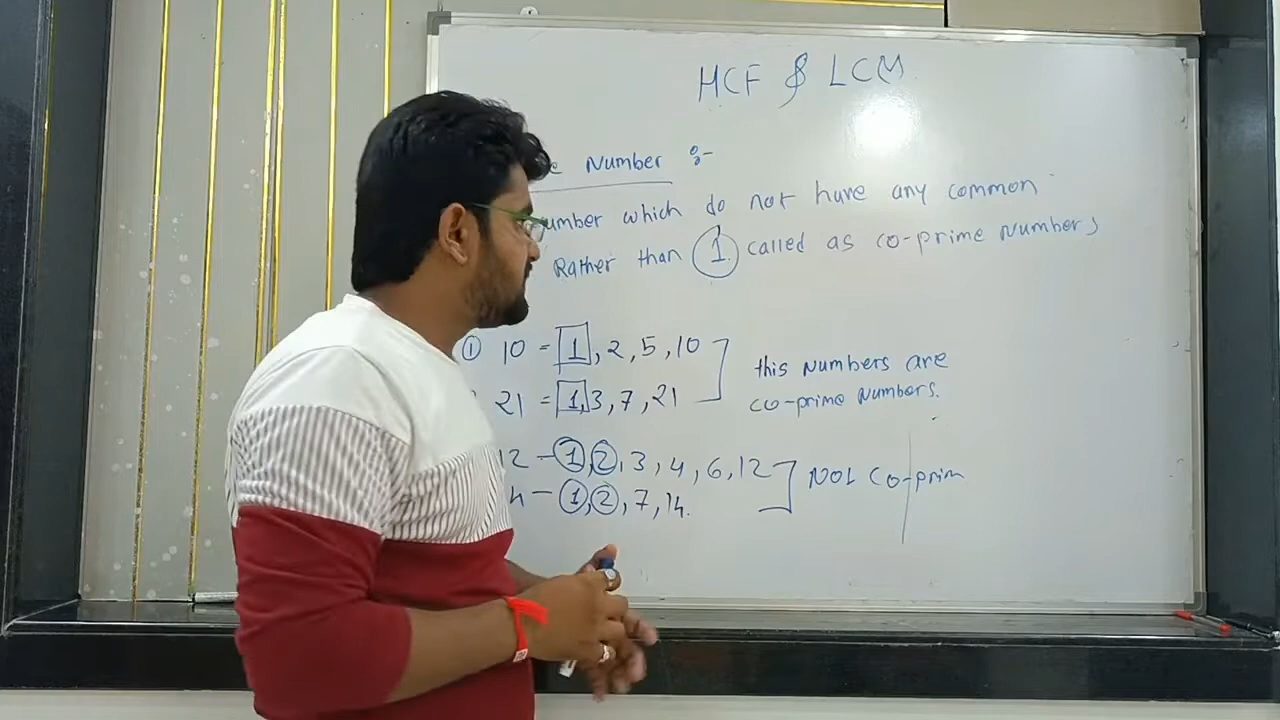 HCF & LCM
Number :-
umber which do not have any common
Rather than 1 called as co-prime Numbers
① 10 = 1, 2, 5, 10
this Numbers are
21 = 1, 3, 7, 21
co-prime Numbers.
12 - 1, 2, 3, 4, 6, 12
Not co-prim
4 - 1, 2, 7, 14.